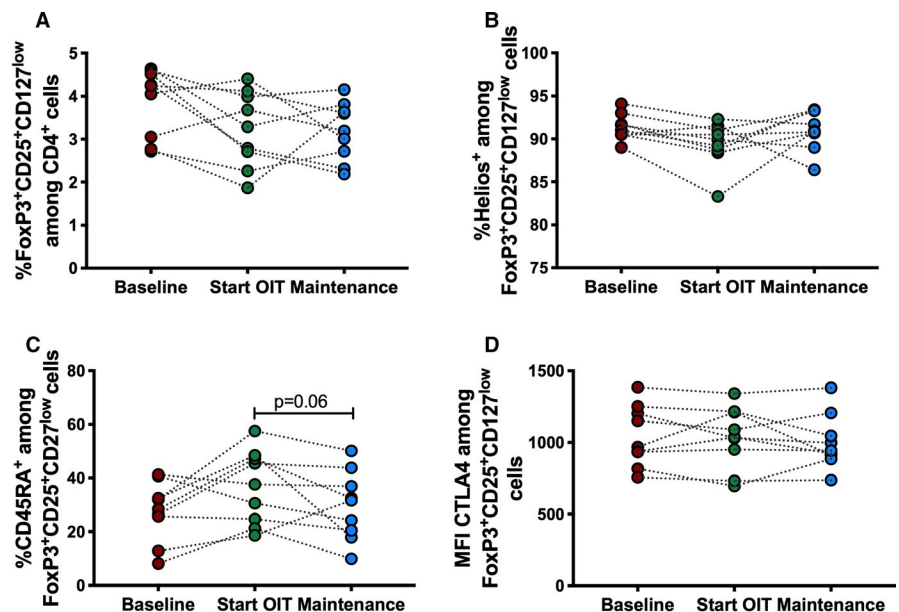 A
%FoxP3⁺CD25⁺CD127ˡᵒʷ
among CD4⁺ cells
5
4
3
2
1
0
Baseline Start OIT Maintenance
B
%Helios⁺ among
FoxP3⁺CD25⁺CD127ˡᵒʷ cells
100
95
90
85
80
75
Baseline Start OIT Maintenance
C
%CD45RA⁺ among
FoxP3⁺CD25⁺CD27ˡᵒʷ cells
80
60
40
20
0
p=0.06
Baseline Start OIT Maintenance
D
MFI CTLA4 among
FoxP3⁺CD25⁺CD127ˡᵒʷ
cells
1500
1000
500
0
Baseline Start OIT Maintenance